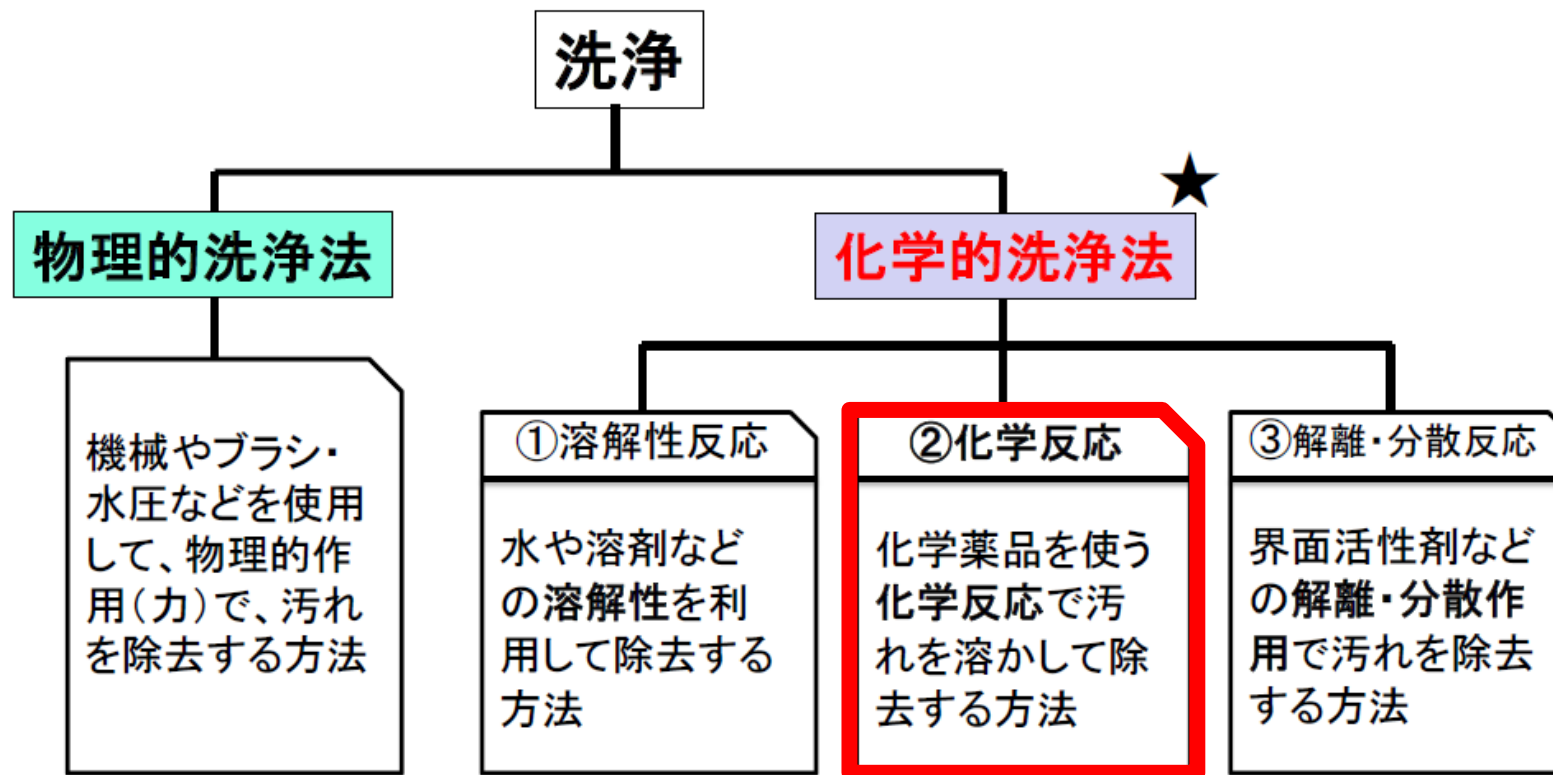 洗浄
★
物理的洗浄法
化学的洗浄法
機械やブラシ・
水圧などを使用
して、物理的作
用(力)で、汚れ
を除去する方法
①溶解性反応
水や溶剤など
の溶解性を利
用して除去する
方法
②化学反応
化学薬品を使う
化学反応で汚
れを溶かして除
去する方法
③解離・分散反応
界面活性剤など
の解離・分散作
用で汚れを除去
する方法